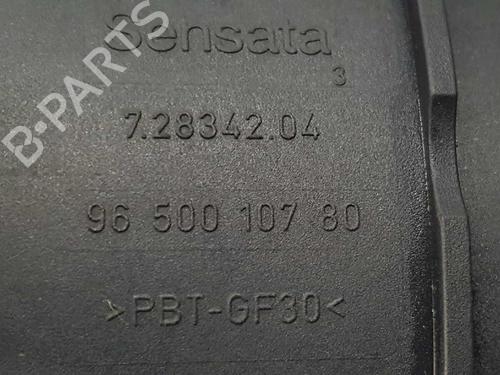 Sensata
3
7.28342.04
96 500 107 80
>PBT-GF30<
B-PARTS